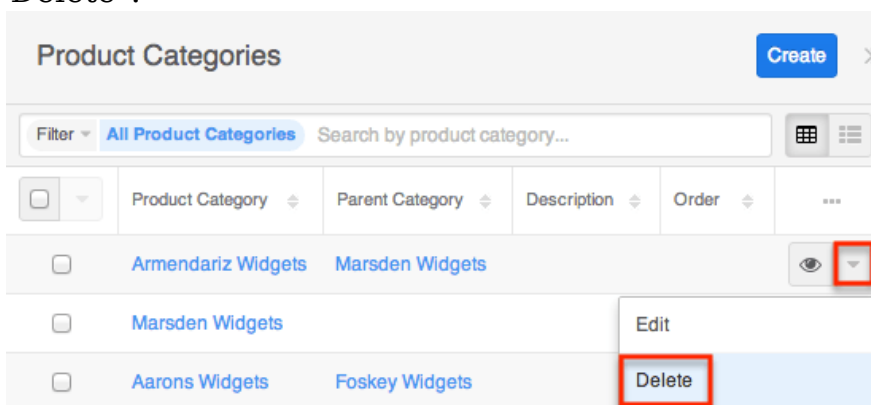 Delete".
Product Categories Create
Filter All Product Categories Search by product category...
Product Category Parent Category Description Order
Armendariz Widgets Marsden Widgets
Marsden Widgets Edit
Aarons Widgets Foskey Widgets Delete